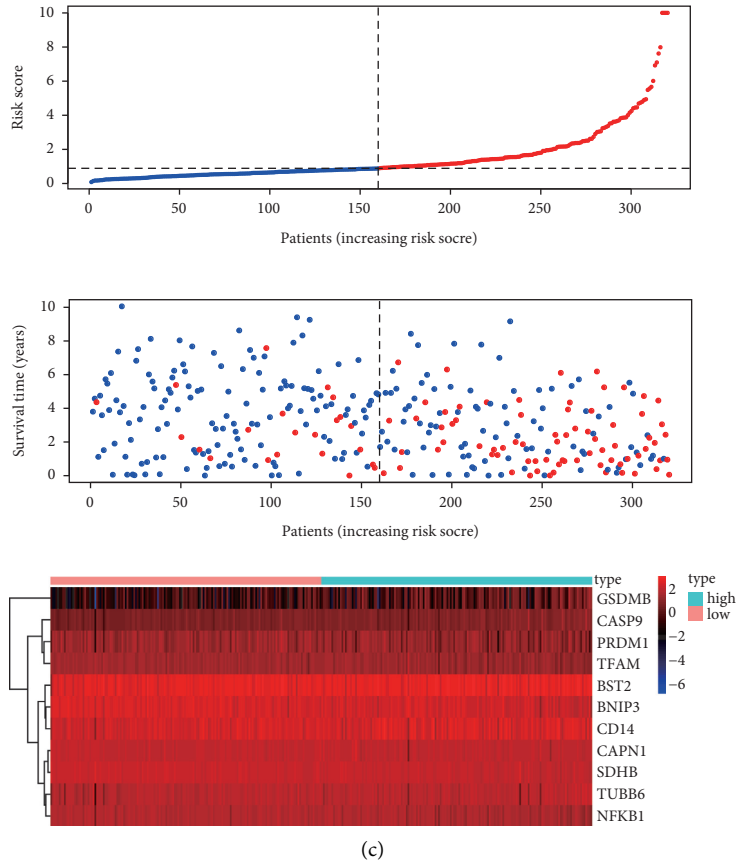 10
8
6
4
2
0
Risk score
0 50 100 150 200 250 300
Patients (increasing risk socre)
10
8
6
4
2
0
Survival time (years)
0 50 100 150 200 250 300
Patients (increasing risk socre)
type
GSDMB
CASP9
PRDM1
TFAM
BST2
BNIP3
CD14
CAPN1
SDHB
TUBB6
NFKB1
2
0
−2
−4
−6
type
high
low
(c)